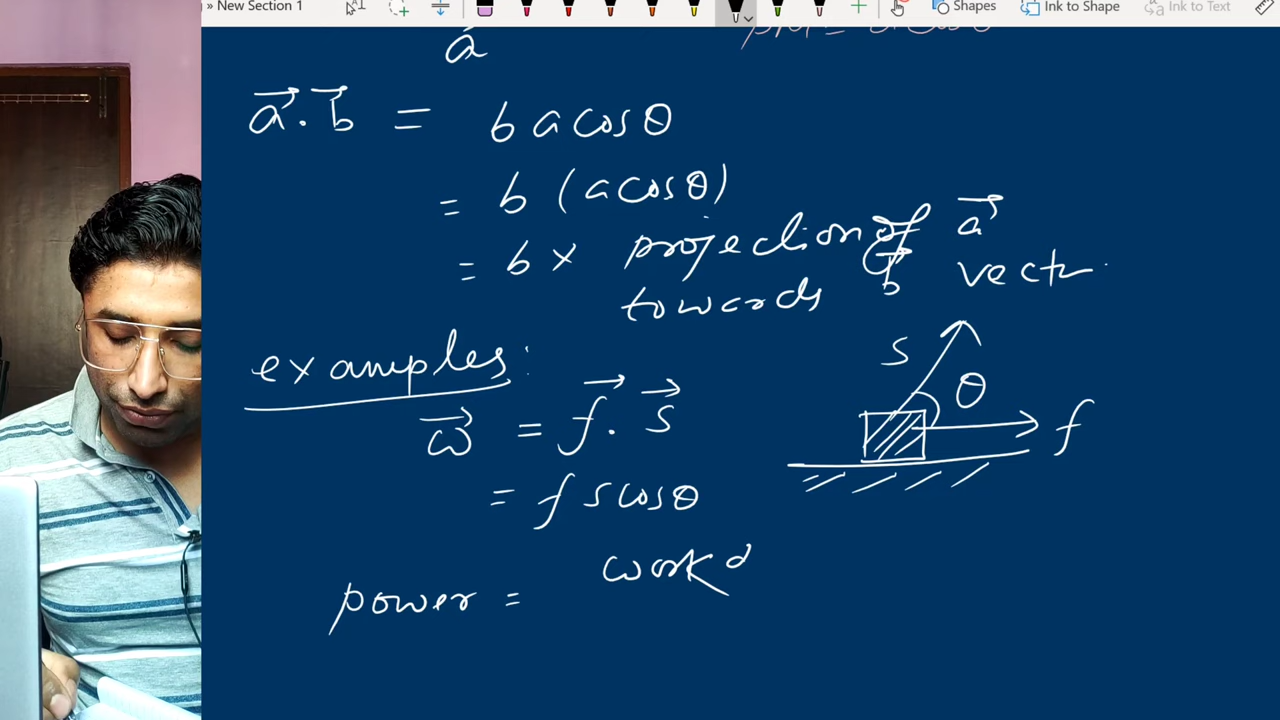 New Section 1 Shapes Ink to Shape Ink to Text
a⃗
a⃗.b⃗ = b a cosθ
= b (a cosθ)
= b × projection of a⃗
towards b⃗ vectr
examples:
w⃗ = f⃗. s⃗
= f s cosθ
s θ f
work d
power =